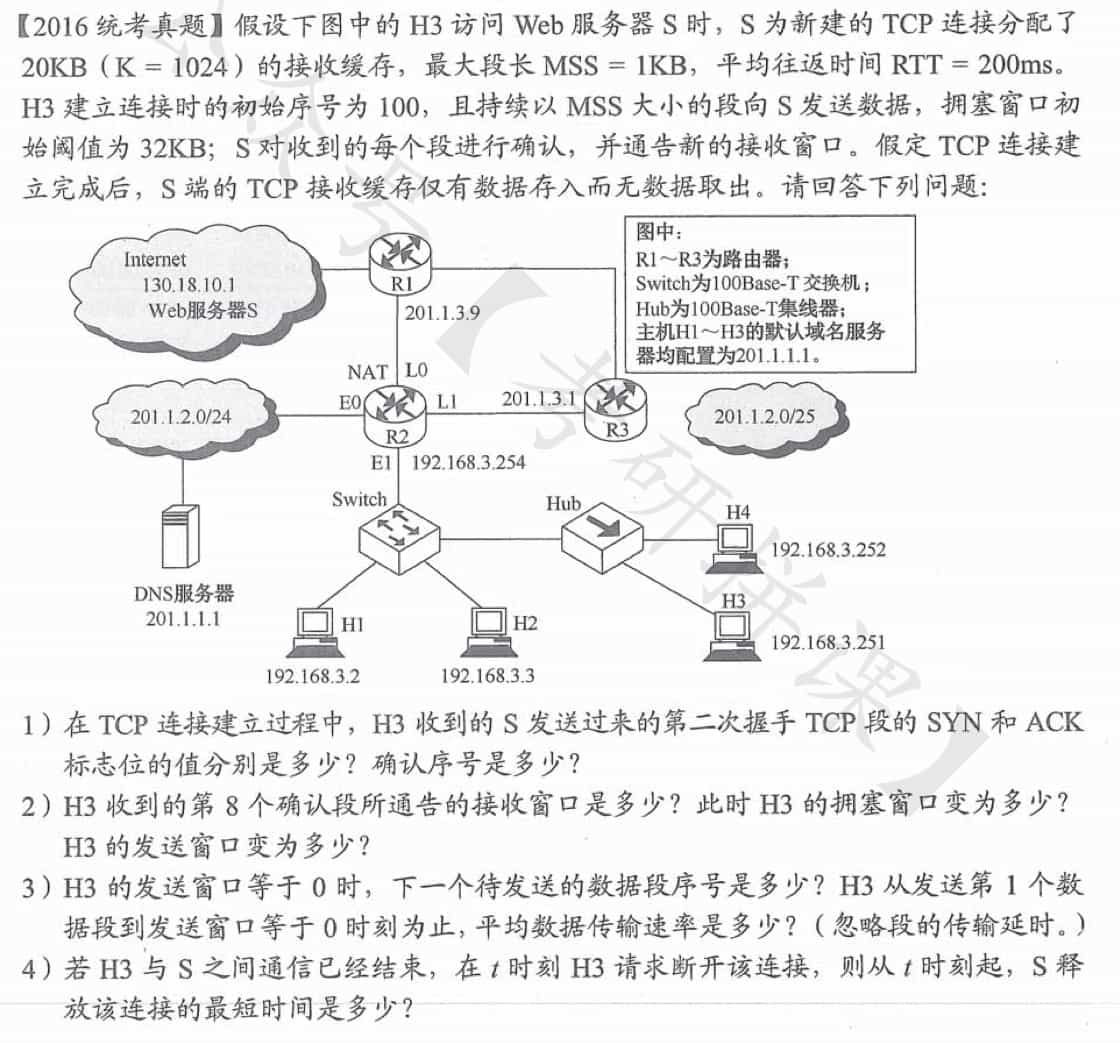 【2016 统考真题】假设下图中的 H3 访问 Web 服务器 S 时，S 为新建的 TCP 连接分配了
20KB（K = 1024）的接收缓存，最大段长 MSS = 1KB，平均往返时间 RTT = 200ms。
H3 建立连接时的初始序号为 100，且持续以 MSS 大小的段向 S 发送数据，拥塞窗口初
始阈值为 32KB；S 对收到的每个段进行确认，并通告新的接收窗口。假定 TCP 连接建
立完成后，S 端的 TCP 接收缓存仅有数据存入而无数据取出。请回答下列问题：
Internet
130.18.10.1
Web服务器S
R1
201.1.3.9
图中：
R1～R3为路由器；
Switch为100Base-T 交换机；
Hub为100Base-T集线器；
主机H1～H3的默认域名服务
器均配置为201.1.1.1。
NAT L0
201.1.2.0/24
E0
R2
L1
201.1.3.1
R3
201.1.2.0/25
E1 192.168.3.254
Switch
Hub
H4
192.168.3.252
DNS服务器
201.1.1.1
H1
192.168.3.2
H2
192.168.3.3
H3
192.168.3.251
1）在 TCP 连接建立过程中，H3 收到的 S 发送过来的第二次握手 TCP 段的 SYN 和 ACK
标志位的值分别是多少？确认序号是多少？
2）H3 收到的第 8 个确认段所通告的接收窗口是多少？此时 H3 的拥塞窗口变为多少？
H3 的发送窗口变为多少？
3）H3 的发送窗口等于 0 时，下一个待发送的数据段序号是多少？H3 从发送第 1 个数
据段到发送窗口等于 0 时刻为止，平均数据传输速率是多少？（忽略段的传输延时。）
4）若 H3 与 S 之间通信已经结束，在 t 时刻 H3 请求断开该连接，则从 t 时刻起，S 释
放该连接的最短时间是多少？
公众号【考研拼课】